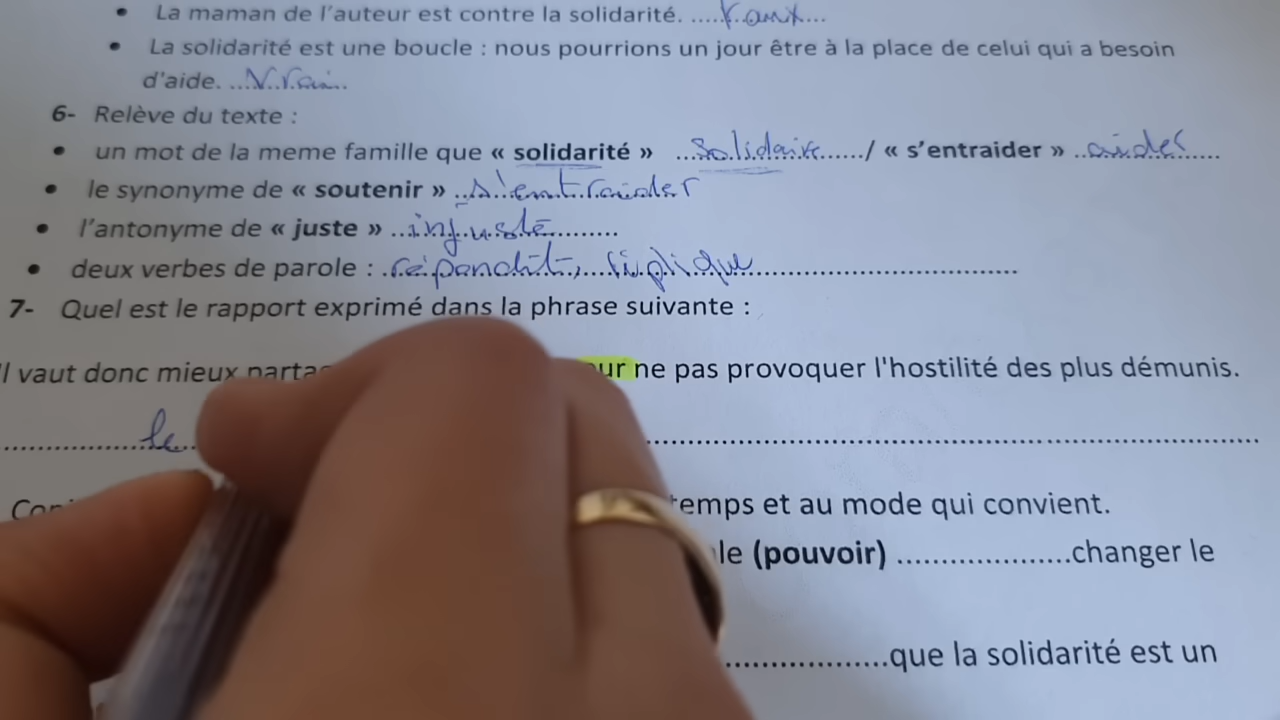 • La maman de l'auteur est contre la solidarité. .....Faux...
• La solidarité est une boucle : nous pourrions un jour être à la place de celui qui a besoin
d'aide. ...Vrai..
6- Relève du texte :
• un mot de la meme famille que « solidarité » ...solidaire....../ « s'entraider » ..aider....
• le synonyme de « soutenir » ..s'entraider
• l'antonyme de « juste » ..injuste.........
• deux verbes de parole : .répondit,...réplique..............................
7- Quel est le rapport exprimé dans la phrase suivante :
Il vaut donc mieux ur ne pas provoquer l'hostilité des plus démunis.
.................le.......................................................................
temps et au mode qui convient.
le (pouvoir) ...................changer le
..................que la solidarité est un